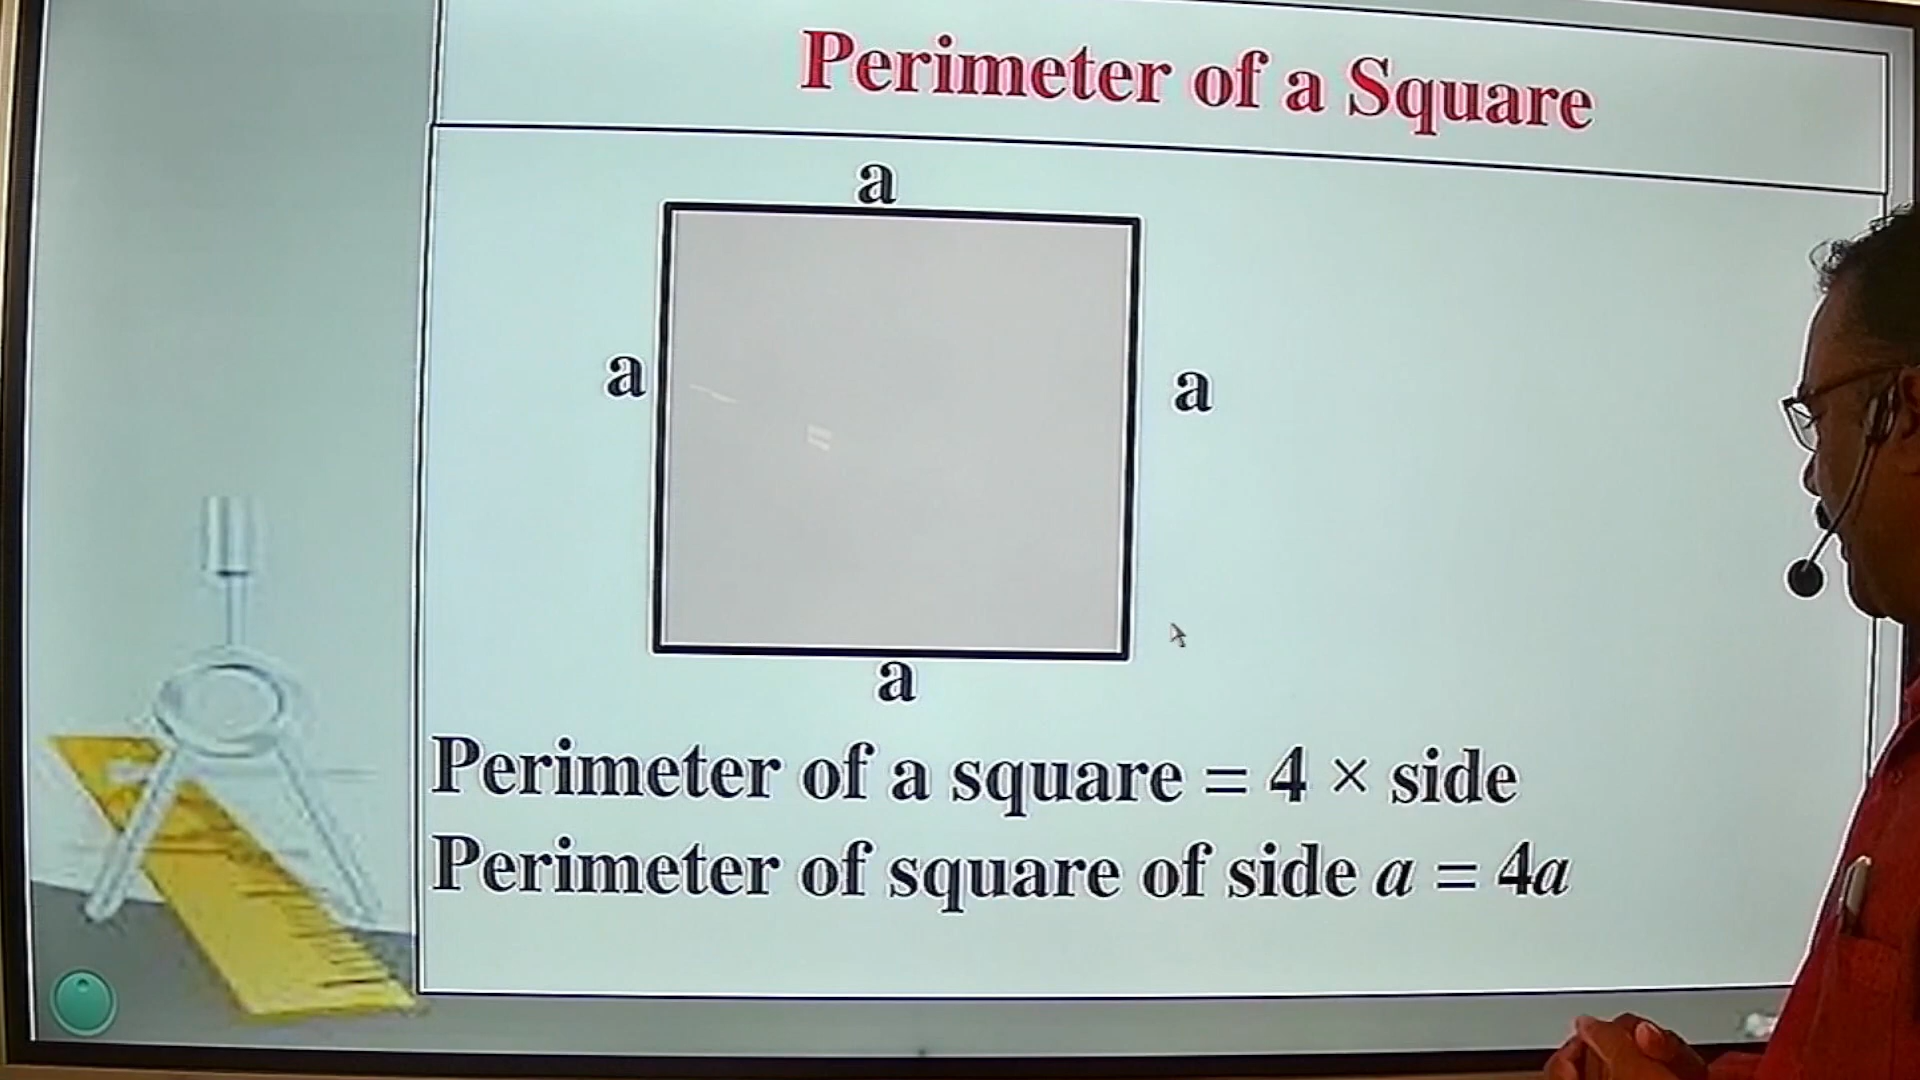 Perimeter of a Square
a
a
a
a
Perimeter of a square = 4 × side
Perimeter of square of side a = 4a